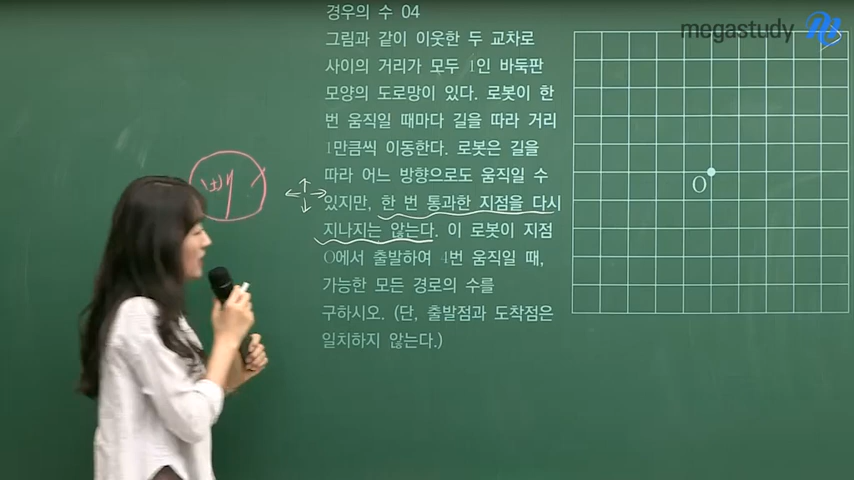 megastudy
경우의 수 04
그림과 같이 이웃한 두 교차로
사이의 거리가 모두 1인 바둑판
모양의 도로망이 있다. 로봇이 한
번 움직일 때마다 길을 따라 거리
1만큼씩 이동한다. 로봇은 길을
따라 어느 방향으로도 움직일 수
있지만, 한 번 통과한 지점을 다시
지나지는 않는다. 이 로봇이 지점
O에서 출발하여 4번 움직일 때,
가능한 모든 경로의 수를
구하시오. (단, 출발점과 도착점은
일치하지 않는다.)
O